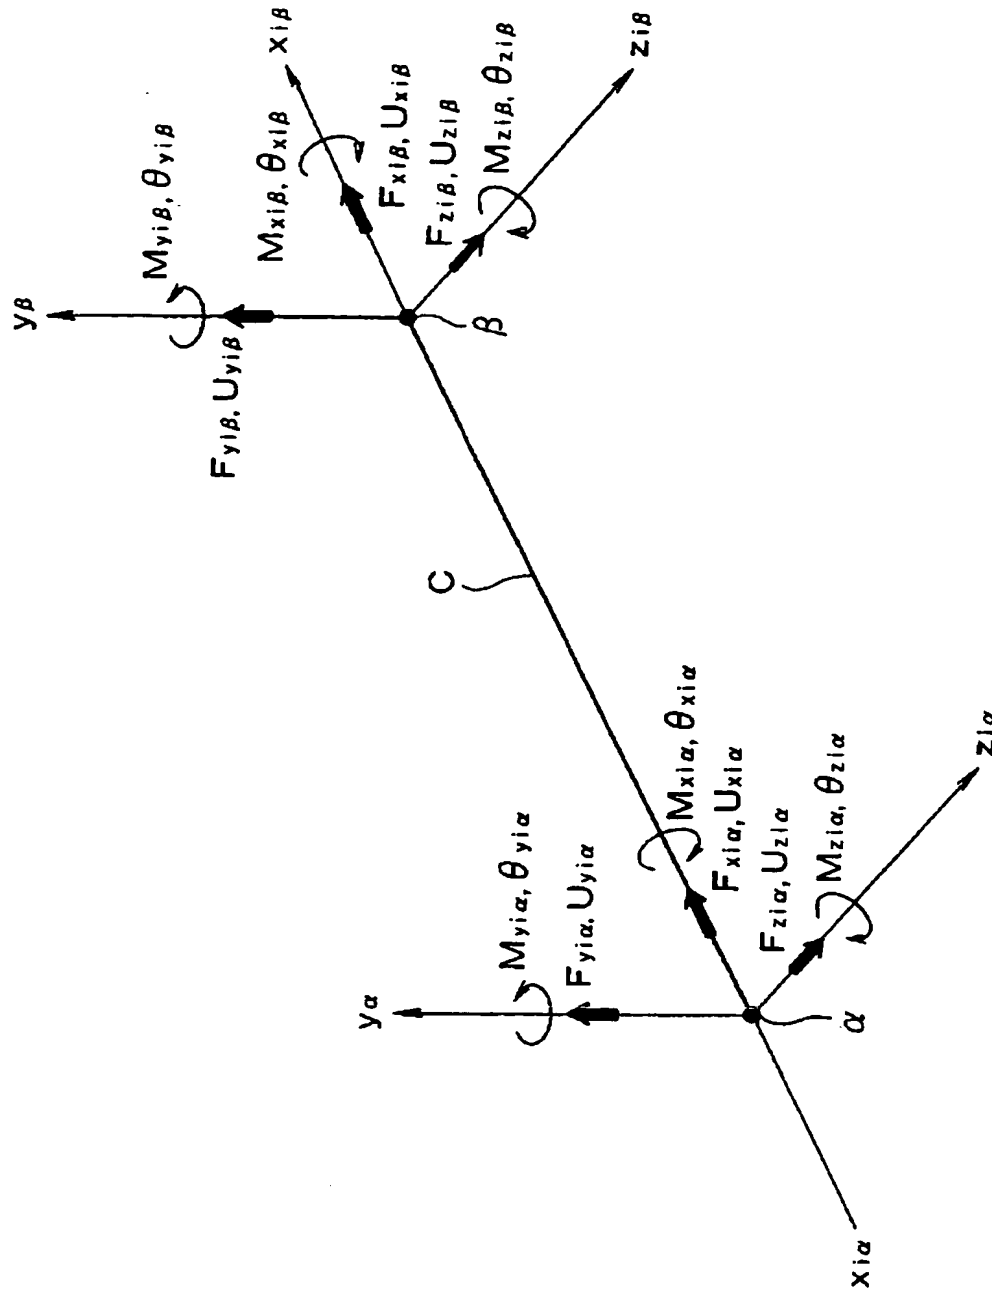 xiβ
yβ
Myiβ, θyiβ
Mxiβ, θxiβ
Fxiβ, Uxiβ
Fziβ, Uziβ
Mziβ, θziβ
ziβ
Fyiβ, Uyiβ
β
C
Mxiα, θxiα
Fxiα, Uxiα
Fziα, Uziα
Mziα, θziα
ziα
Myiα, θyiα
Fyiα, Uyiα
yα
α
xiα